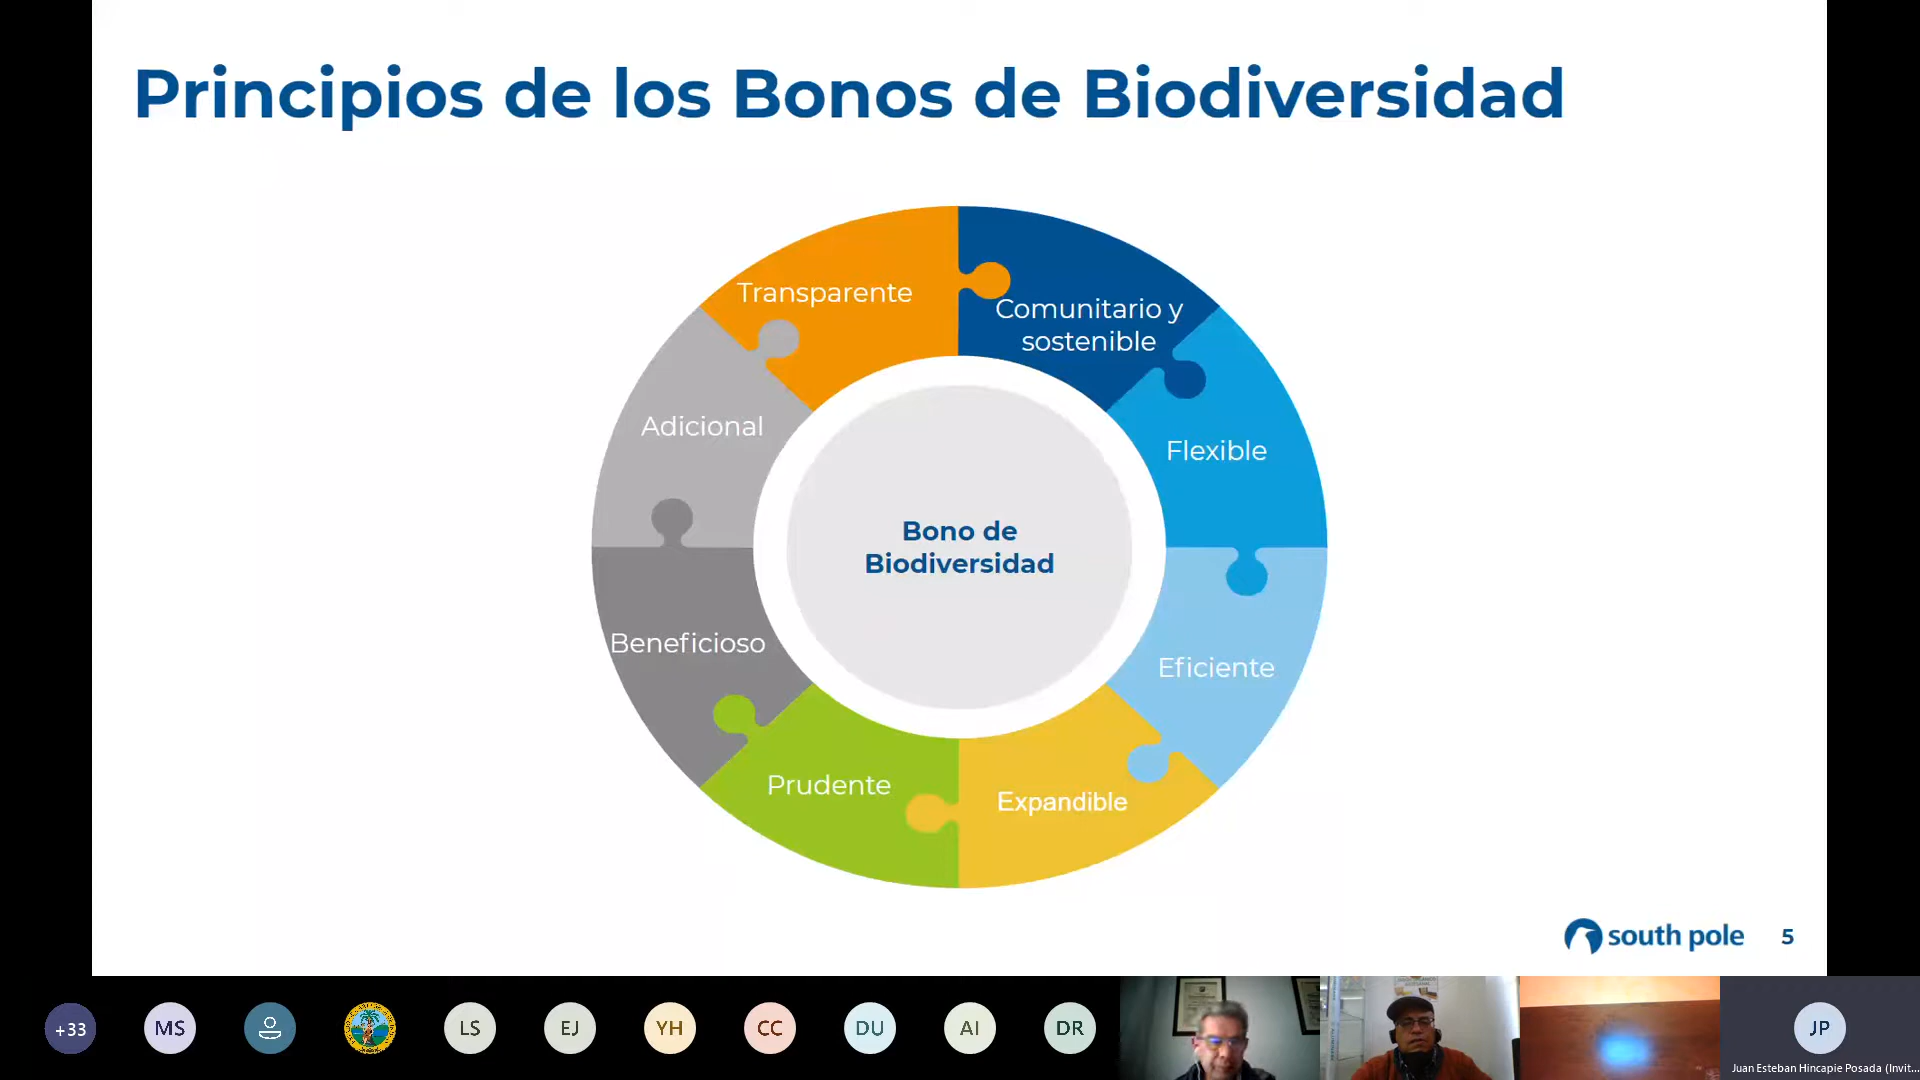 Principios de los Bonos de Biodiversidad
Transparente
Comunitario y
sostenible
Adicional
Flexible
Bono de
Biodiversidad
Beneficioso
Eficiente
Prudente
Expandible
south pole
5
+33
MS
LS
EJ
YH
CC
DU
AI
DR
JP
Juan Esteban Hincapie Posada (Invit...